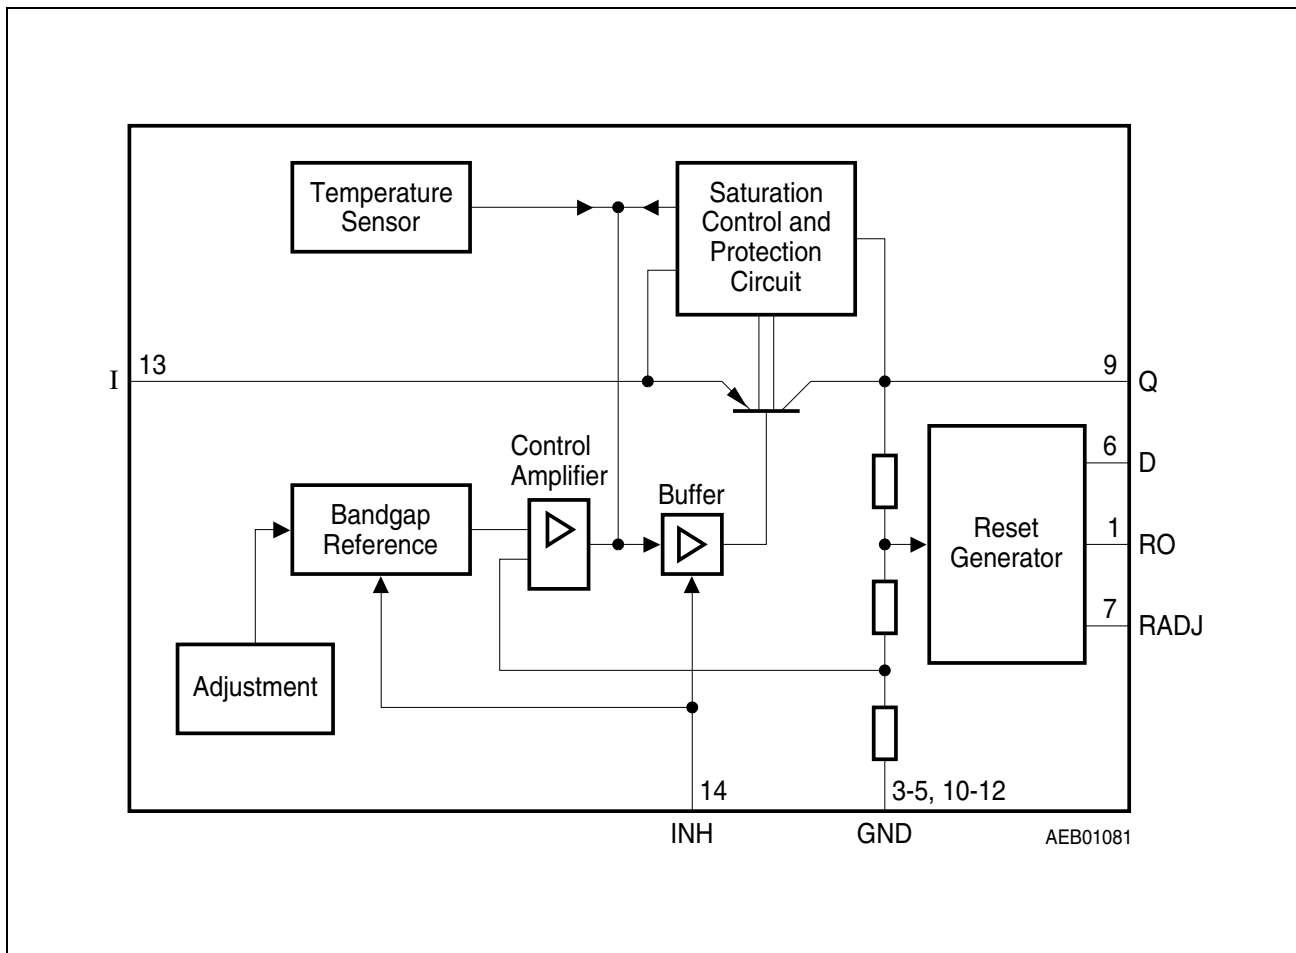 Temperature
Sensor
Saturation
Control and
Protection
Circuit
I
13
9
Q
Control
Amplifier
Buffer
Bandgap
Reference
Reset
Generator
6
D
1
RO
7
RADJ
Adjustment
14
3-5, 10-12
INH
GND
AEB01081